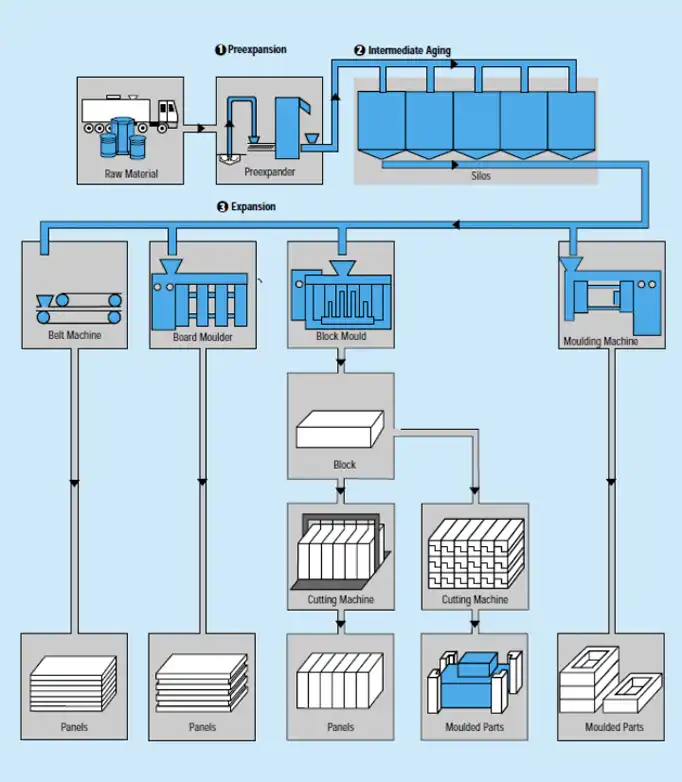 1 Preexpansion
2 Intermediate Aging
Raw Material
Preexpander
Silos
3 Expansion
Belt Machine
Board Moulder
Block Mould
Moulding Machine
Block
Cutting Machine
Cutting Machine
Panels
Panels
Panels
Moulded Parts
Moulded Parts